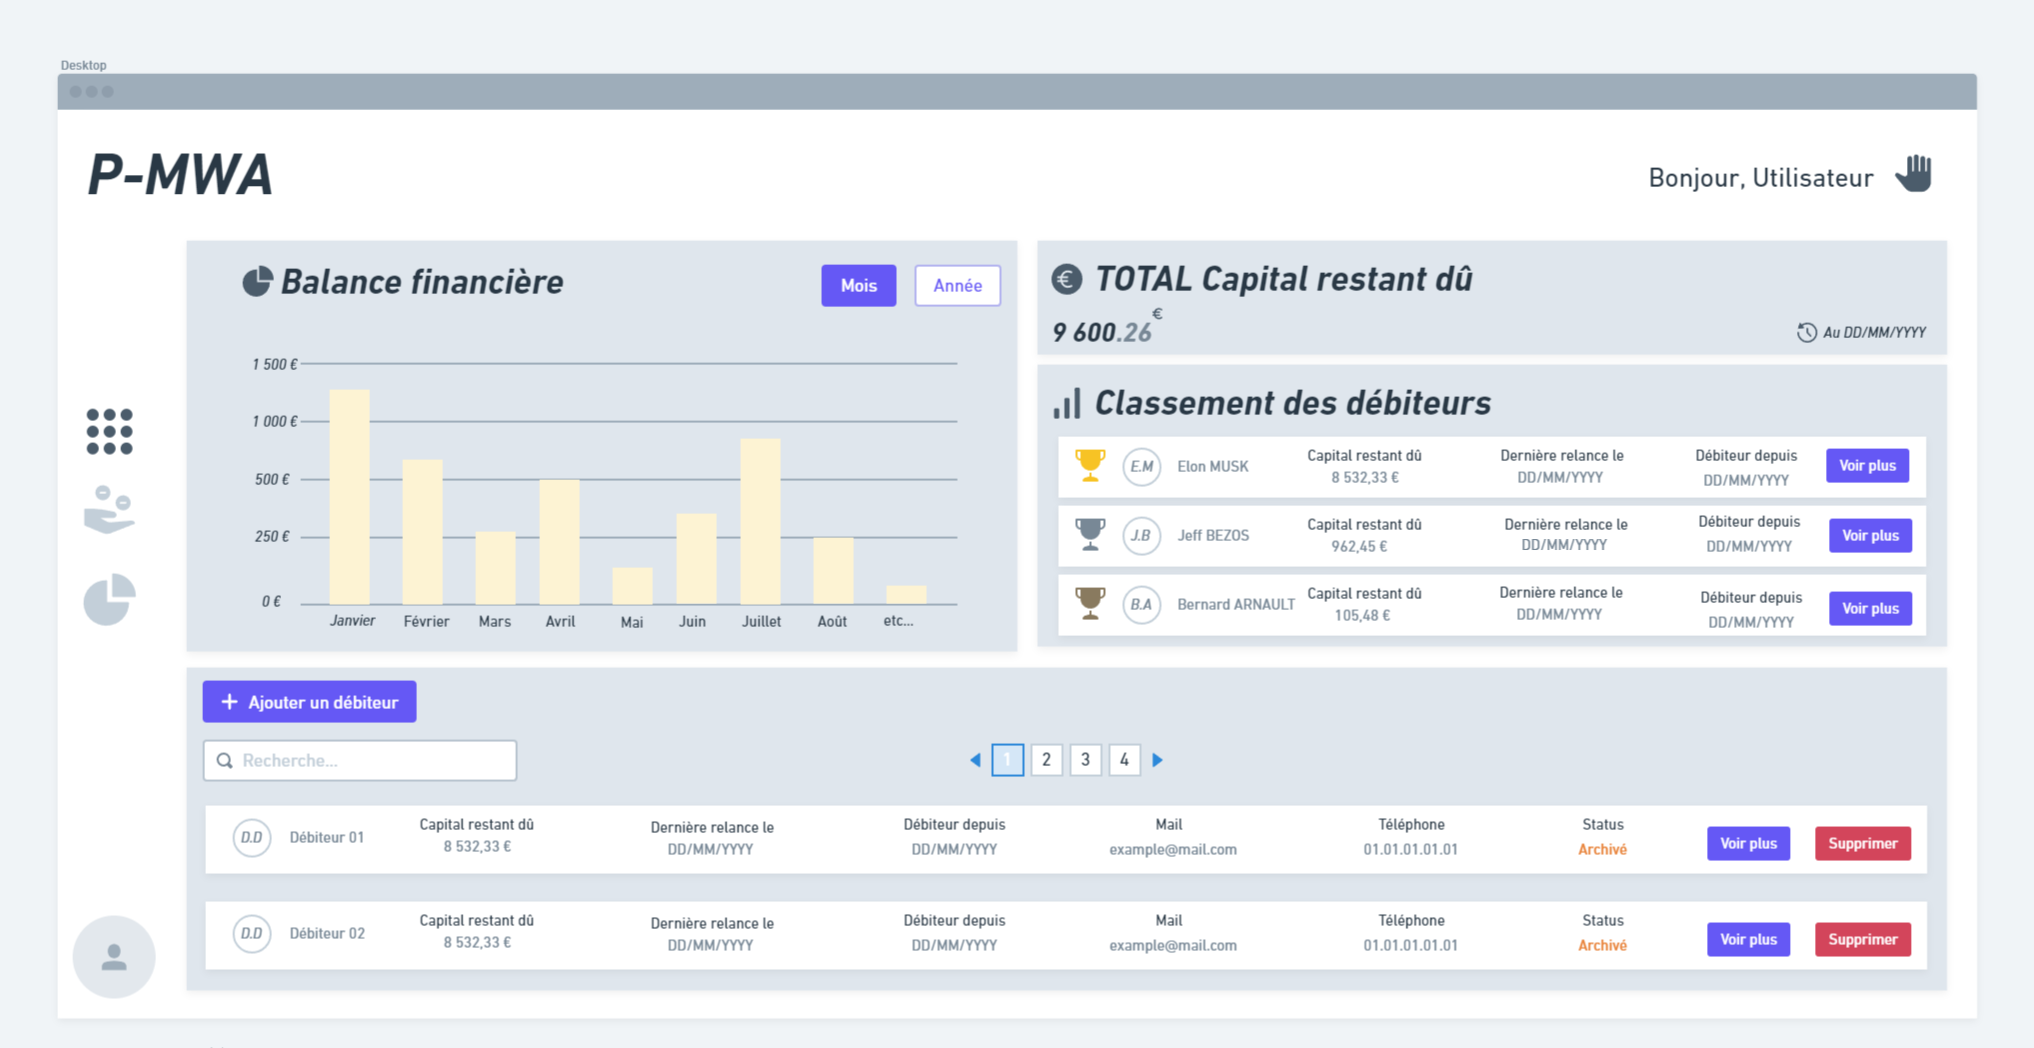 Desktop
P-MWA
Bonjour, Utilisateur
Balance financière
Mois
Année
1 500 €
1 000 €
500 €
250 €
0 €
Janvier
Février
Mars
Avril
Mai
Juin
Juillet
Août
etc...
TOTAL Capital restant dû
9 600.26 €
Au DD/MM/YYYY
Classement des débiteurs
E.M
Elon MUSK
Capital restant dû
8 532,33 €
Dernière relance le
DD/MM/YYYY
Débiteur depuis
DD/MM/YYYY
Voir plus
J.B
Jeff BEZOS
Capital restant dû
962,45 €
Dernière relance le
DD/MM/YYYY
Débiteur depuis
DD/MM/YYYY
Voir plus
B.A
Bernard ARNAULT
Capital restant dû
105,48 €
Dernière relance le
DD/MM/YYYY
Débiteur depuis
DD/MM/YYYY
Voir plus
+ Ajouter un débiteur
Recherche...
1
2
3
4
D.D
Débiteur 01
Capital restant dû
8 532,33 €
Dernière relance le
DD/MM/YYYY
Débiteur depuis
DD/MM/YYYY
Mail
example@mail.com
Téléphone
01.01.01.01.01
Status
Archivé
Voir plus
Supprimer
D.D
Débiteur 02
Capital restant dû
8 532,33 €
Dernière relance le
DD/MM/YYYY
Débiteur depuis
DD/MM/YYYY
Mail
example@mail.com
Téléphone
01.01.01.01.01
Status
Archivé
Voir plus
Supprimer